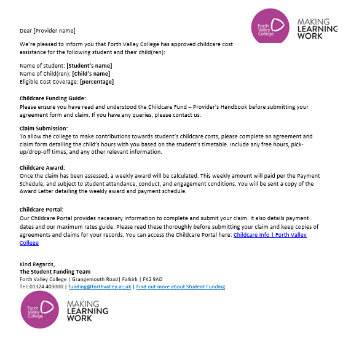 Forth
Valley
College
MAKING
LEARNING
WORK
Dear [Provider name]
We're pleased to inform you that Forth Valley College has approved childcare cost
assistance for the following student and their child(ren):
Name of Student: [Student's name]
Name of Child(ren): [Child's name]
Eligible Cost Coverage: [percentage]
Childcare Funding Guide:
Please ensure you have read and understood the Childcare Fund – Provider's Handbook before submitting your
agreement form and claim. If you have any queries, please contact us.
Claim Submission:
To allow the college to make contributions towards student's childcare costs, please complete an agreement and
claim form detailing the child's hours with you based on the student's timetable. Include any free hours, pick-
up/drop-off times, and any other relevant information.
Childcare Award:
Once the claim has been assessed, a weekly award will be calculated. This weekly amount will paid per the Payment
Schedule, and subject to student attendance, conduct, and engagement conditions. You will be sent a copy of the
Award Letter detailing the weekly award and payment schedule.
Childcare Portal:
Our Childcare Portal provides necessary information to complete and submit your claim. It also details payment
dates and our maximum rates guide. Please read these thoroughly before submitting your claim and keep copies of
agreements and claims for your records. You can access the Childcare Portal here: Childcare Info | Forth Valley
College
Kind Regards,
The Student Funding Team
Forth Valley College | Grangemouth Road| Falkirk | FK2 9AD
Tel: 01324 403000 | funding@forthvalley.ac.uk | Find out more about Student Funding
Forth
Valley
College
MAKING
LEARNING
WORK